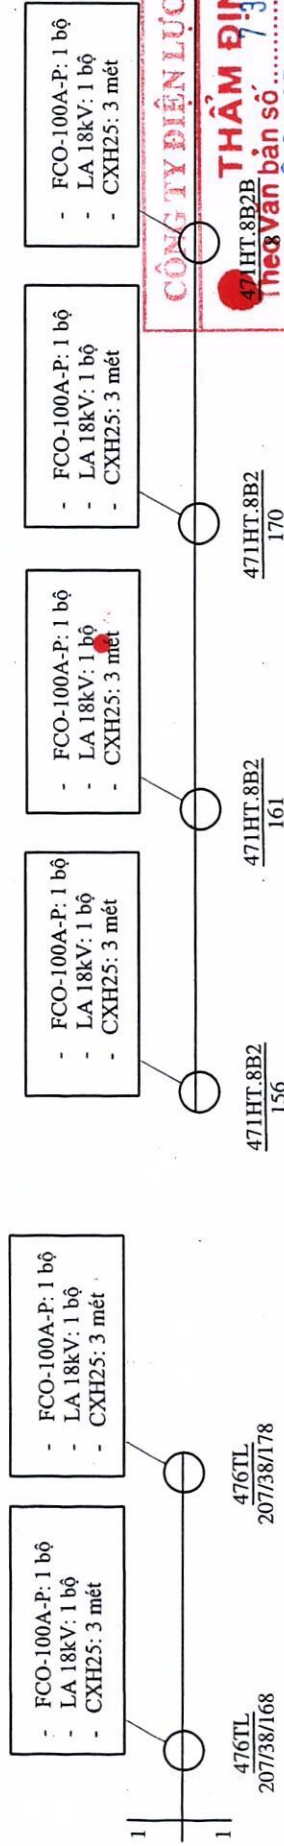 1
1
- FCO-100A-P: 1 bộ
- LA 18kV: 1 bộ
- CXH25: 3 mét
476TL
207/38/168
- FCO-100A-P: 1 bộ
- LA 18kV: 1 bộ
- CXH25: 3 mét
476TL
207/38/178
- FCO-100A-P: 1 bộ
- LA 18kV: 1 bộ
- CXH25: 3 mét
471HT.8B2
156
- FCO-100A-P: 1 bộ
- LA 18kV: 1 bộ
- CXH25: 3 mét
471HT.8B2
161
- FCO-100A-P: 1 bộ
- LA 18kV: 1 bộ
- CXH25: 3 mét
471HT.8B2
170
- FCO-100A-P: 1 bộ
- LA 18kV: 1 bộ
- CXH25: 3 mét
471HT.8B2B
8
CÔNG TY ĐIỆN LỰC
THẨM
Theo Văn bản số